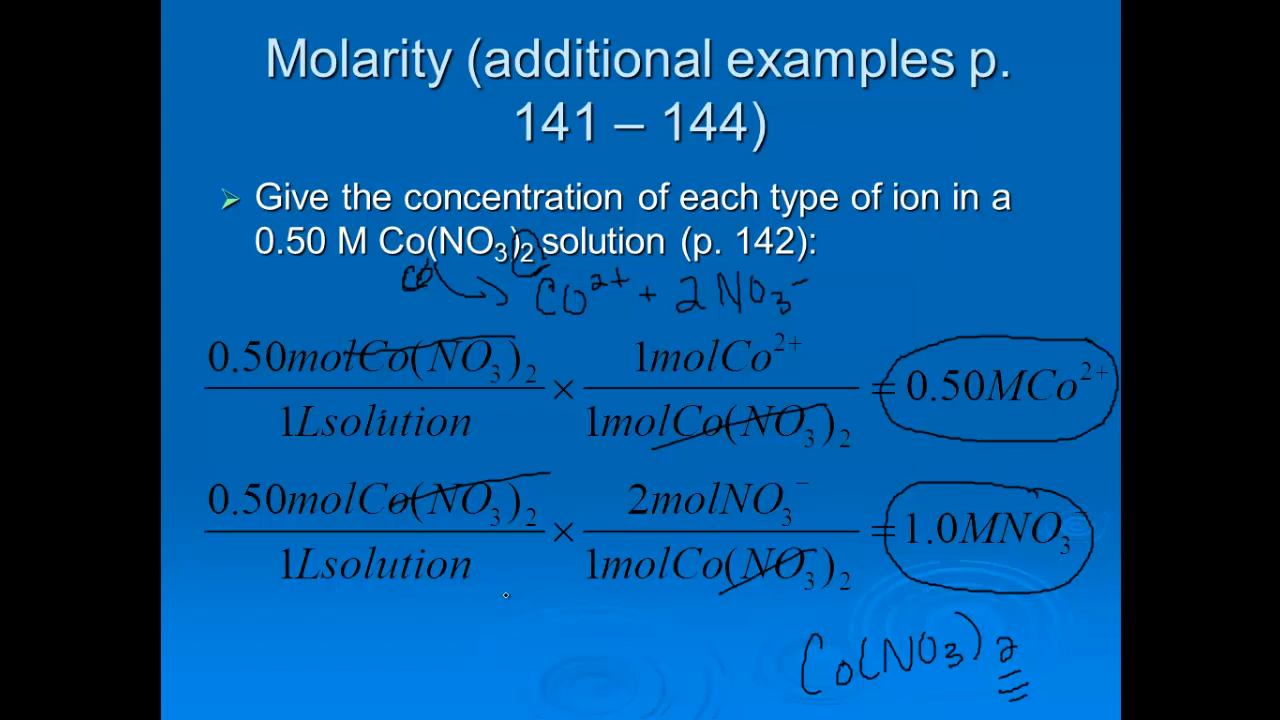 Molarity (additional examples p.
141 – 144)
➢ Give the concentration of each type of ion in a
0.50 M Co(NO₃)₂ solution (p. 142):
Co → Co²⁺ + 2NO₃⁻
0.50molCo(NO₃)₂ / 1Lsolution × 1molCo²⁺ / 1molCo(NO₃)₂ = 0.50MCo²⁺
0.50molCo(NO₃)₂ / 1Lsolution × 2molNO₃⁻ / 1molCo(NO₃)₂ = 1.0MNO₃⁻
Co(NO₃)₂